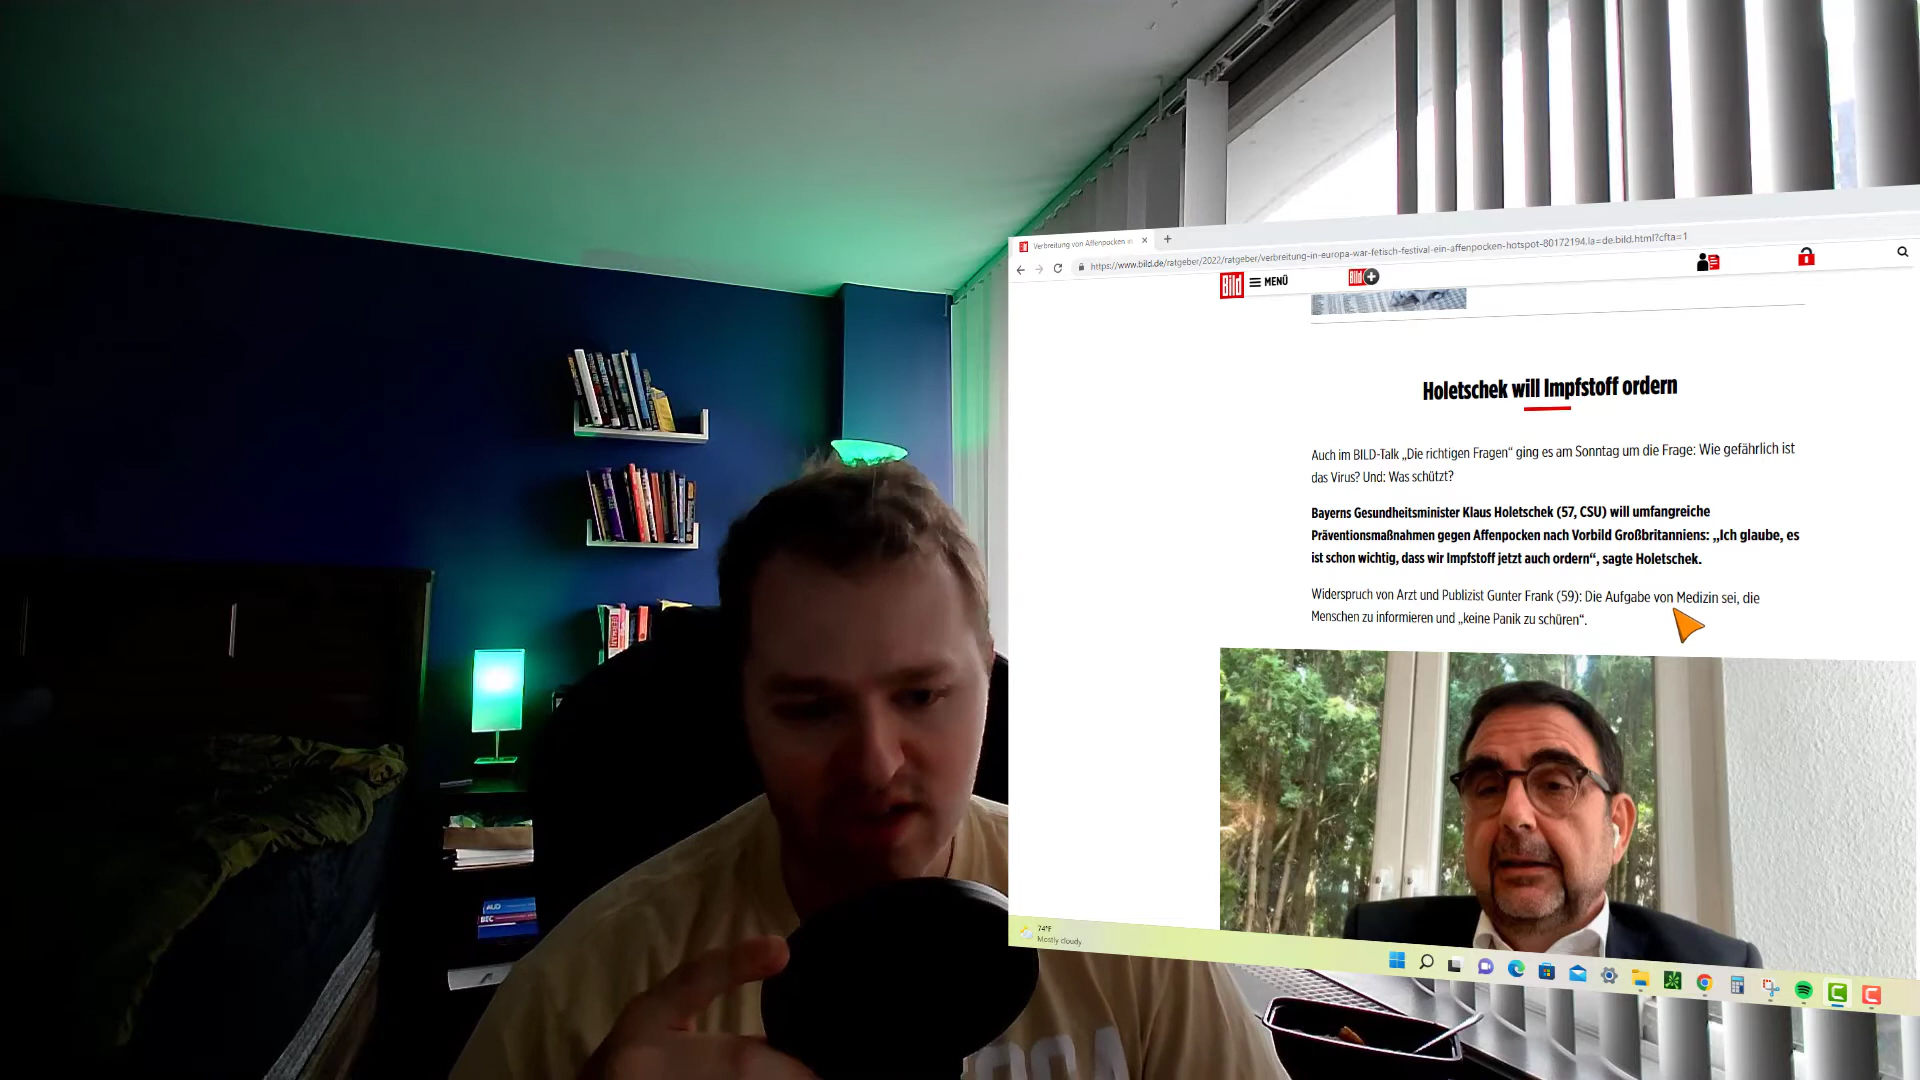 Verbreitung von Affenpocken in
https://www.bild.de/ratgeber/2022/ratgeber/verbreitung-in-europa-war-fetisch-festival-ein-affenpocken-hotspot-80172194,la=de.bild.html?cfta=1
Bild
MENÜ
Bild
Holetschek will Impfstoff ordern
Auch im BILD-Talk „Die richtigen Fragen“ ging es am Sonntag um die Frage: Wie gefährlich ist
das Virus? Und: Was schützt?
Bayerns Gesundheitsminister Klaus Holetschek (57, CSU) will umfangreiche
Präventionsmaßnahmen gegen Affenpocken nach Vorbild Großbritanniens: „Ich glaube, es
ist schon wichtig, dass wir Impfstoff jetzt auch ordern“, sagte Holetschek.
Widerspruch von Arzt und Publizist Gunter Frank (59): Die Aufgabe von Medizin sei, die
Menschen zu informieren und „keine Panik zu schüren“.
74°F
Mostly cloudy
GERMAN
AUD
BEC